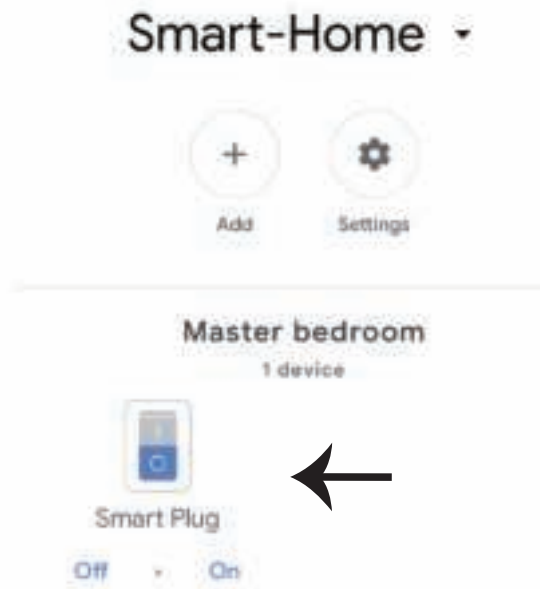 Smart-Home
Add Settings
Master bedroom
1 device
Smart Plug
Off On